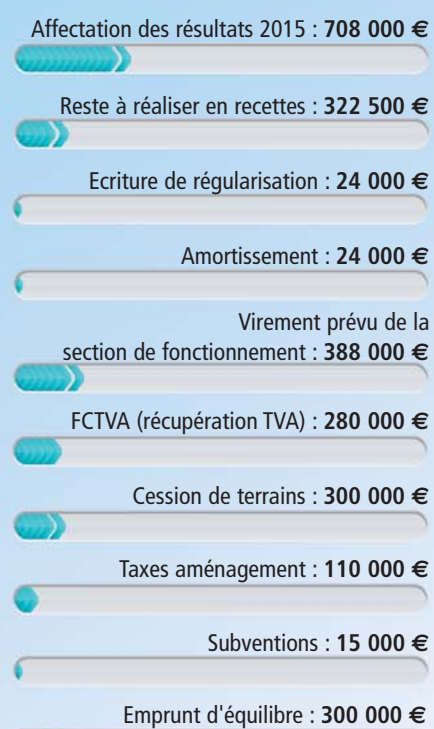 Affectation des résultats 2015 : 708 000 €
Reste à réaliser en recettes : 322 500 €
Ecriture de régularisation : 24 000 €
Amortissement : 24 000 €
Virement prévu de la
section de fonctionnement : 388 000 €
FCTVA (récupération TVA) : 280 000 €
Cession de terrains : 300 000 €
Taxes aménagement : 110 000 €
Subventions : 15 000 €
Emprunt d'équilibre : 300 000 €